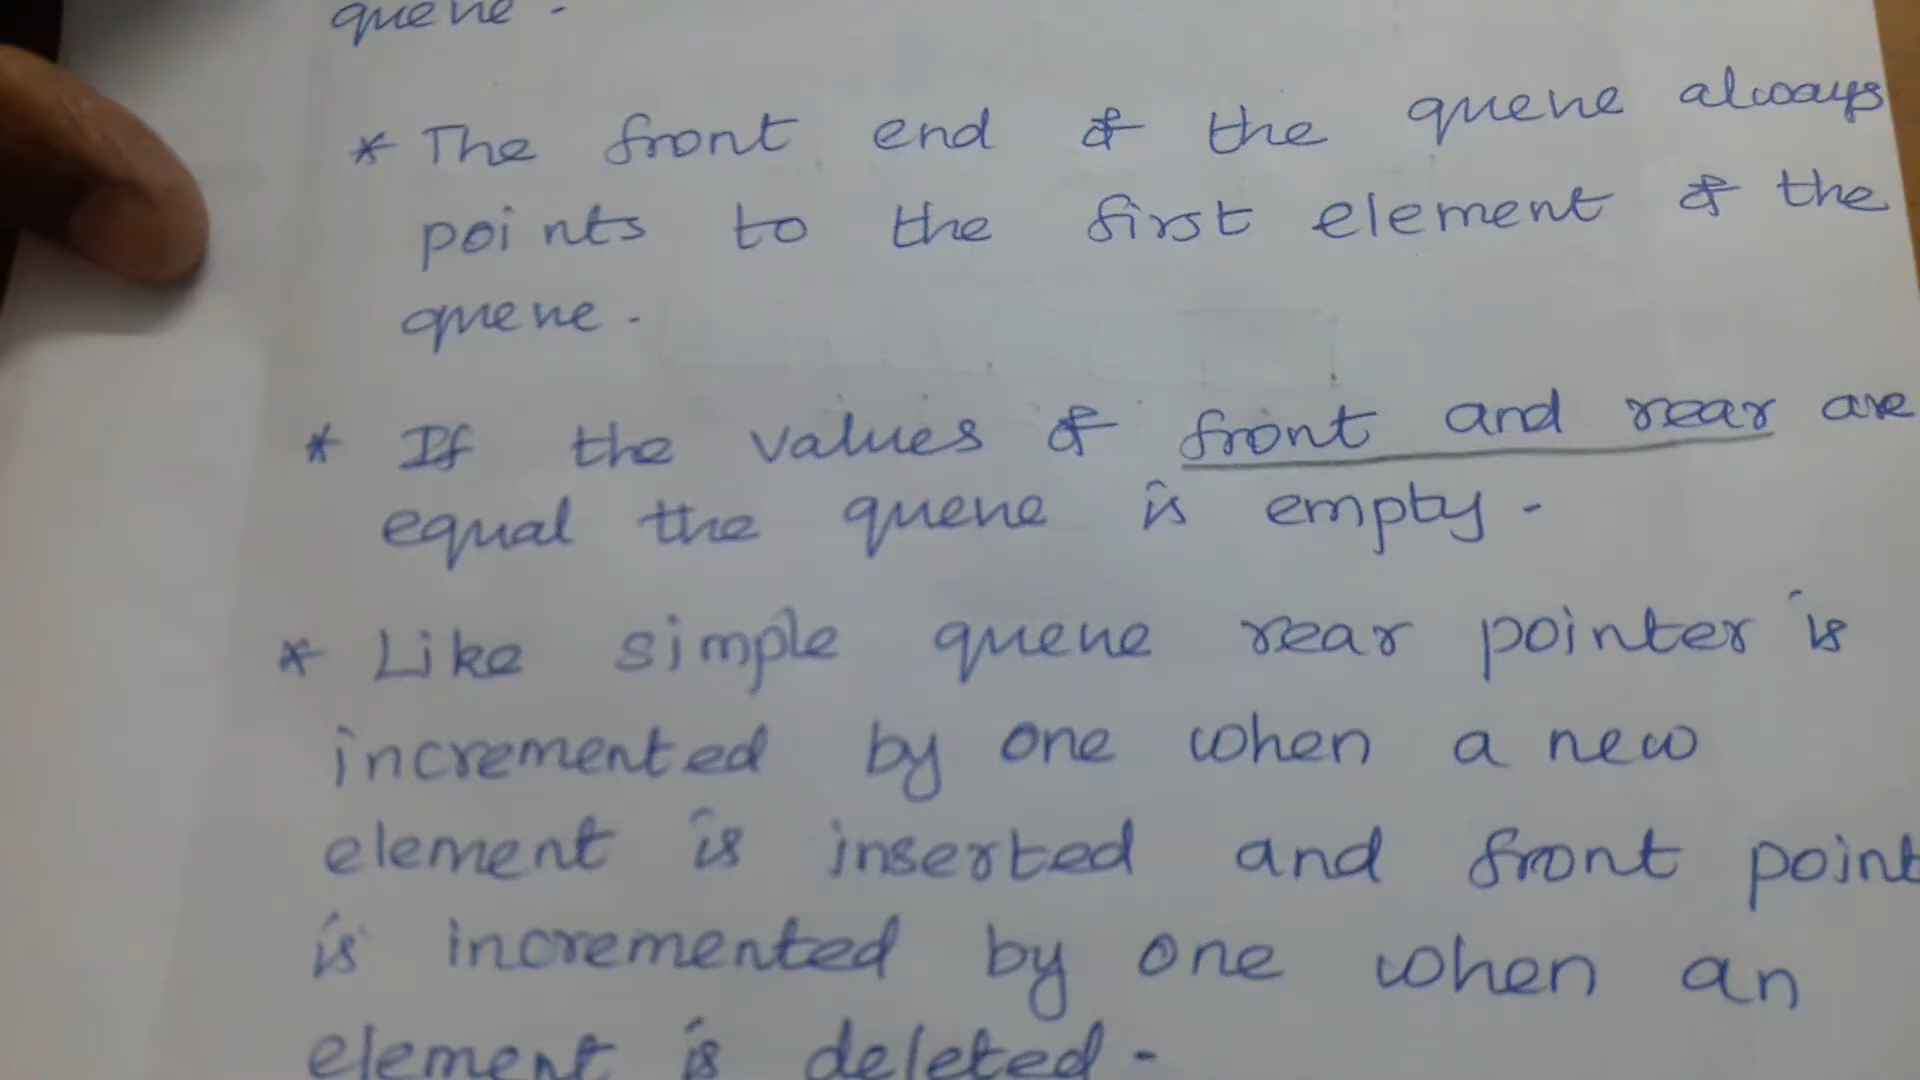 queue.
* The front end of the queue always
points to the first element of the
queue.
* If the values of front and rear are
equal the queue is empty.
* Like simple queue rear pointer is
incremented by one when a new
element is inserted and front point
is incremented by one when an
element is deleted.